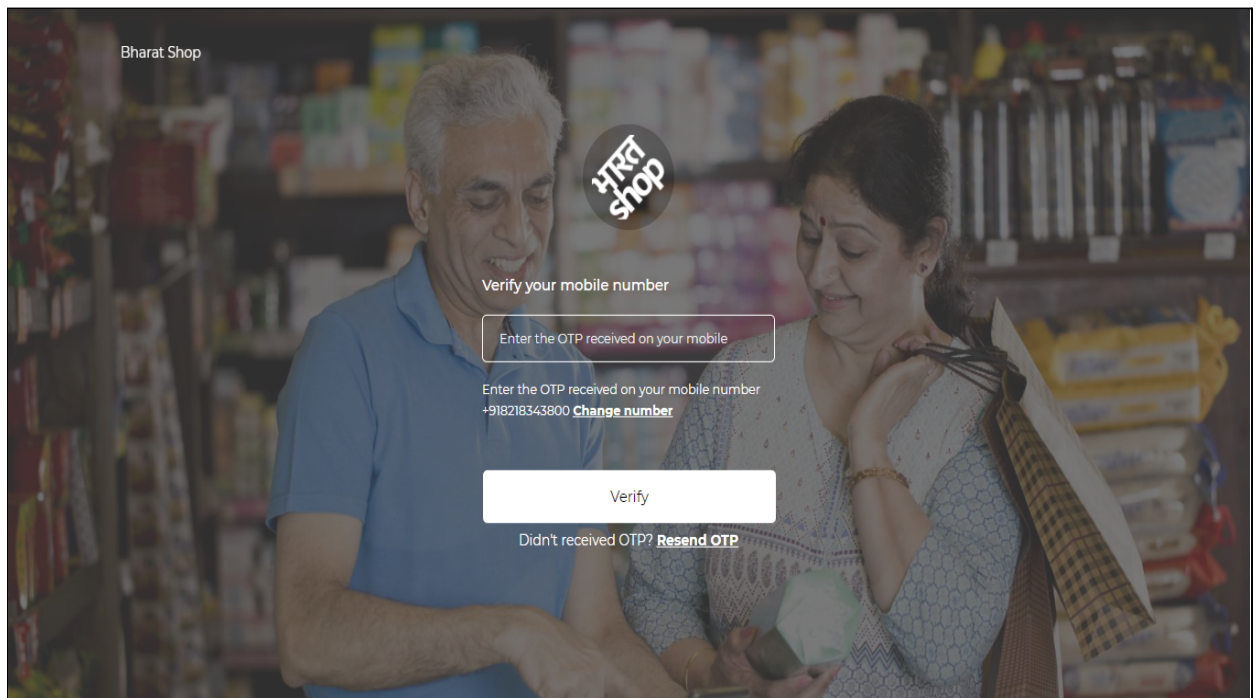 Bharat Shop
भारत
shop
Verify your mobile number
Enter the OTP received on your mobile
Enter the OTP received on your mobile number
+918218343800 Change number
Verify
Didn't received OTP? Resend OTP